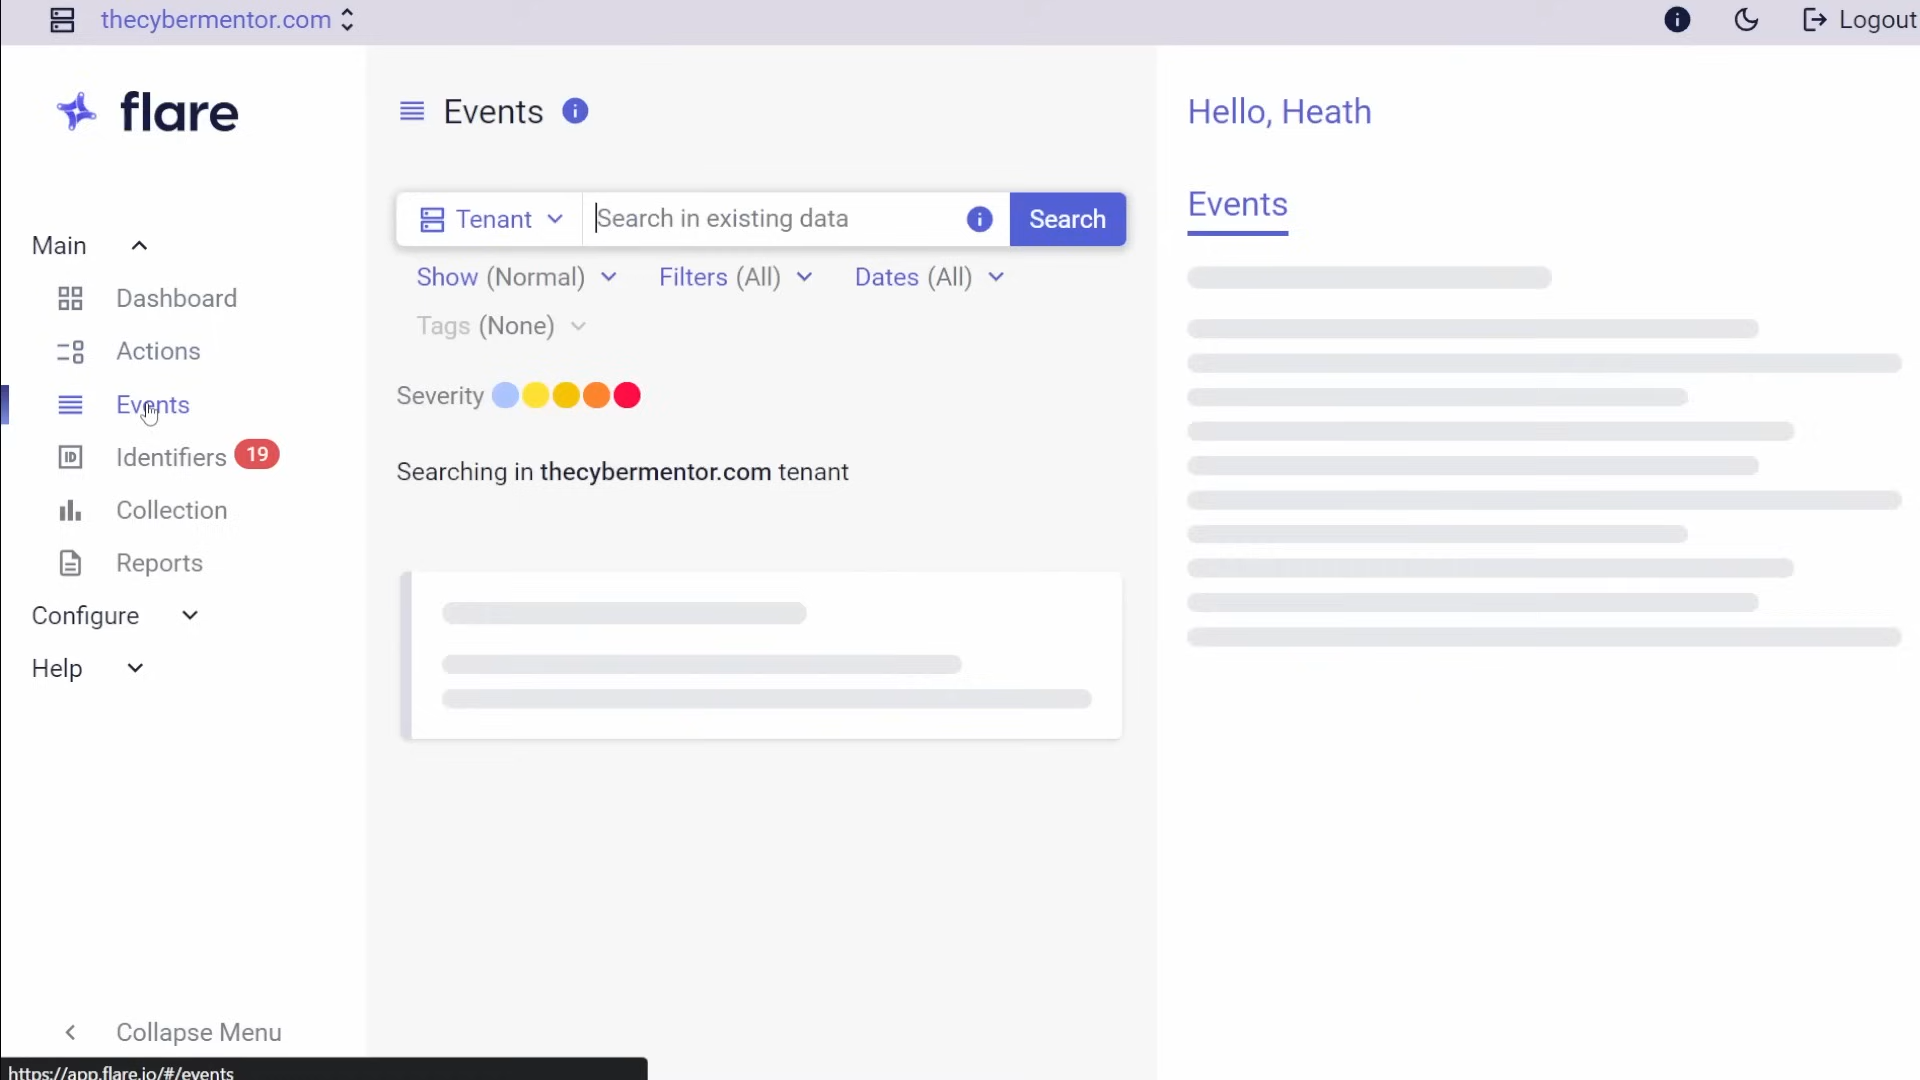 thecybermentor.com
Logout
flare
Events
Hello, Heath
Events
Tenant
Search in existing data
Search
Main
Show (Normal)
Filters (All)
Dates (All)
Dashboard
Tags (None)
Actions
Severity
Events
Identifiers 19
Searching in thecybermentor.com tenant
Collection
Reports
Configure
Help
Collapse Menu
https://app.flare.io/#/events